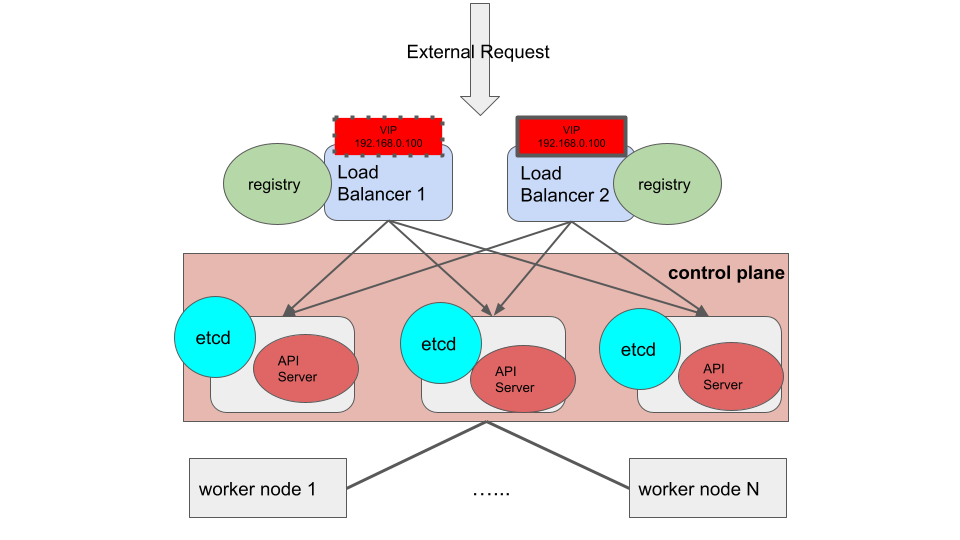 External Request
VIP
192.168.0.100
VIP
192.168.0.100
registry
Load
Balancer 1
Load
Balancer 2
registry
control plane
etcd
API
Server
etcd
API
Server
etcd
API
Server
worker node 1
…...
worker node N